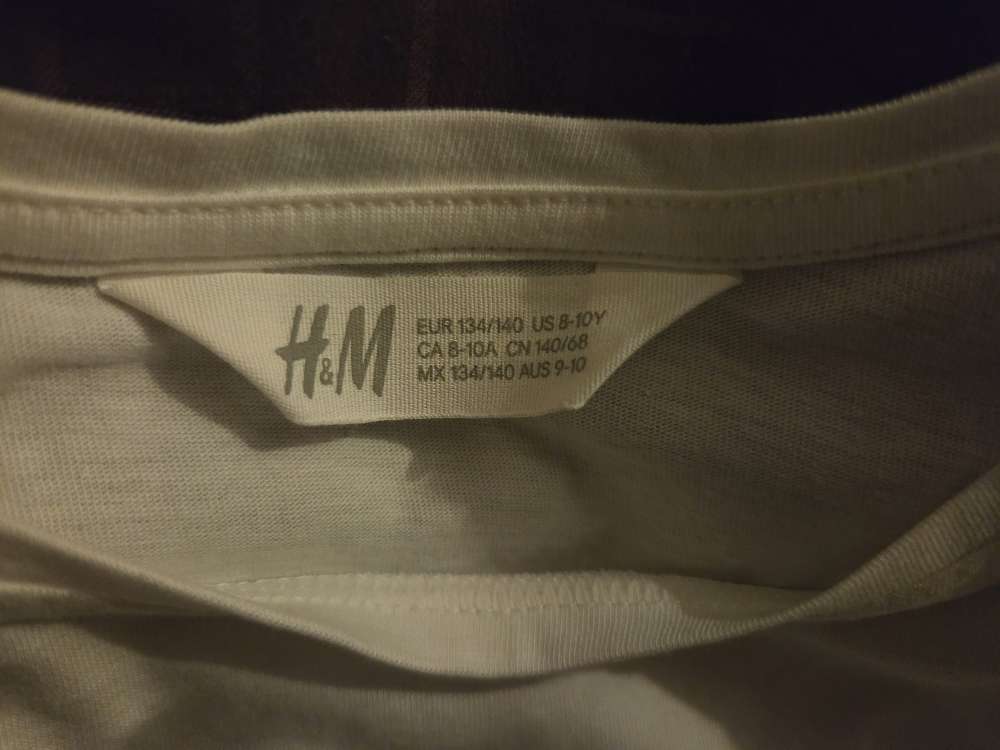 H&M
EUR 134/140 US 8-10Y
CA 8-10A CN 140/68
MX 134/140 AUS 9-10